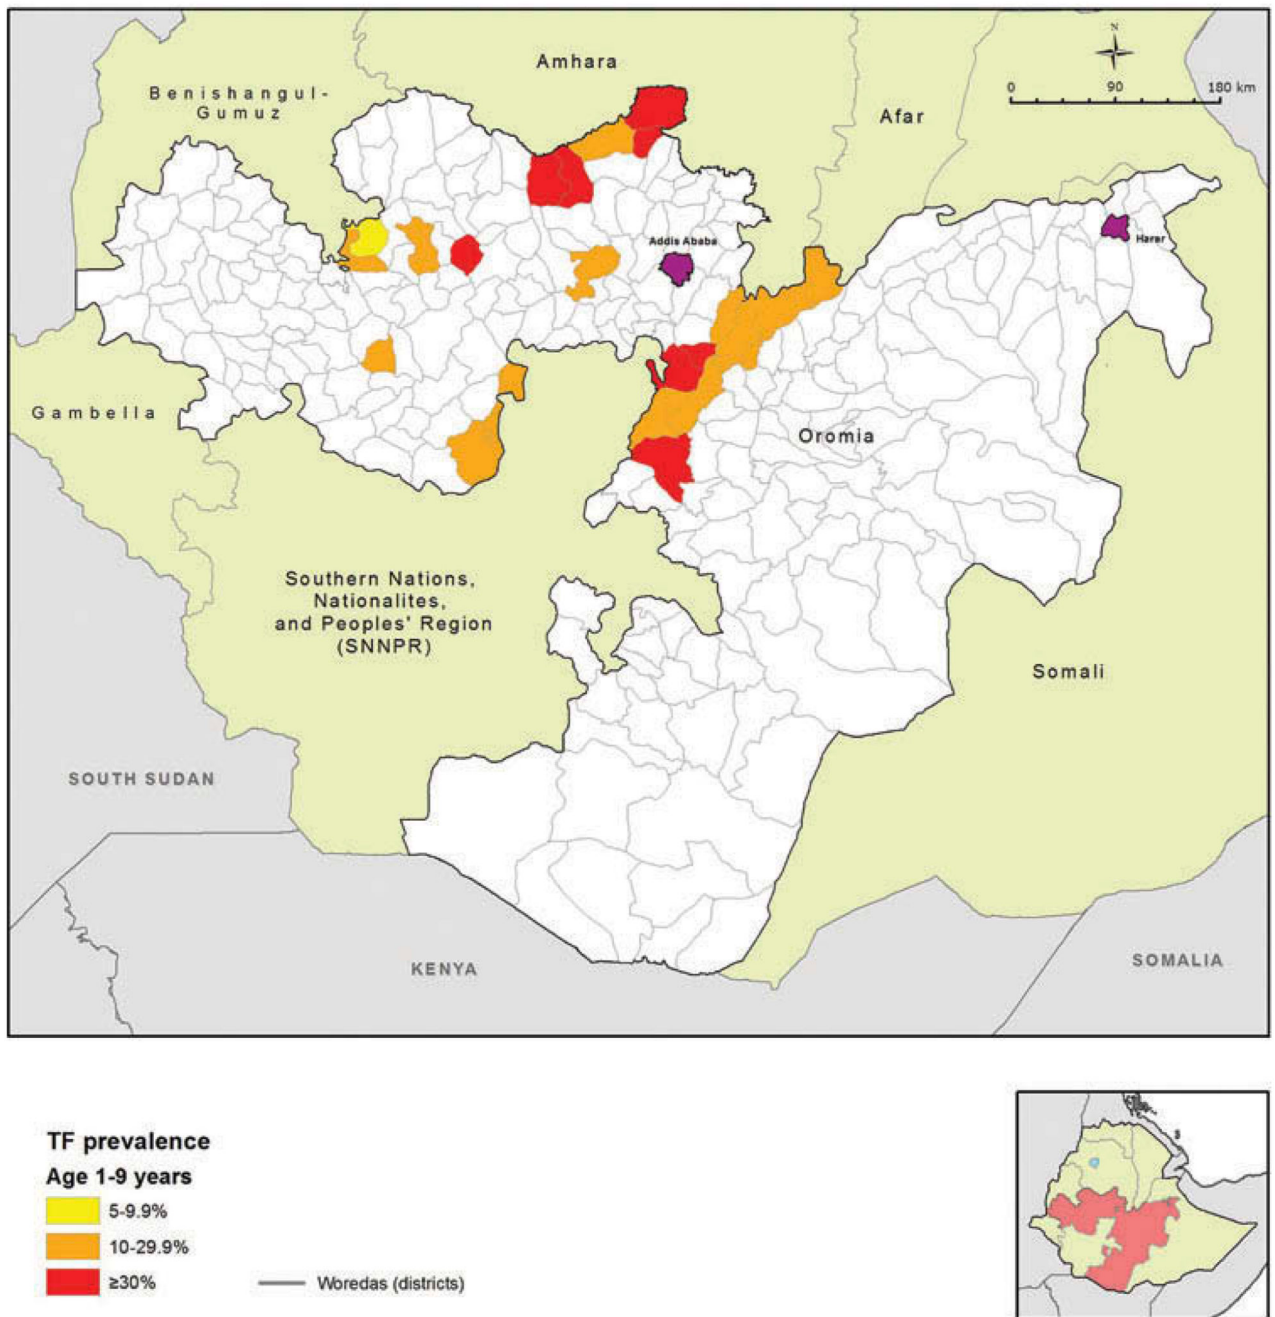 N
0 90 180 km
Amhara
Benishangul-
Gumuz
Afar
Addis Ababa
Harer
Gambella
Oromia
Southern Nations,
Nationalites,
and Peoples' Region
(SNNPR)
Somali
SOUTH SUDAN
KENYA
SOMALIA
TF prevalence
Age 1-9 years
5-9.9%
10-29.9%
≥30%
Woredas (districts)